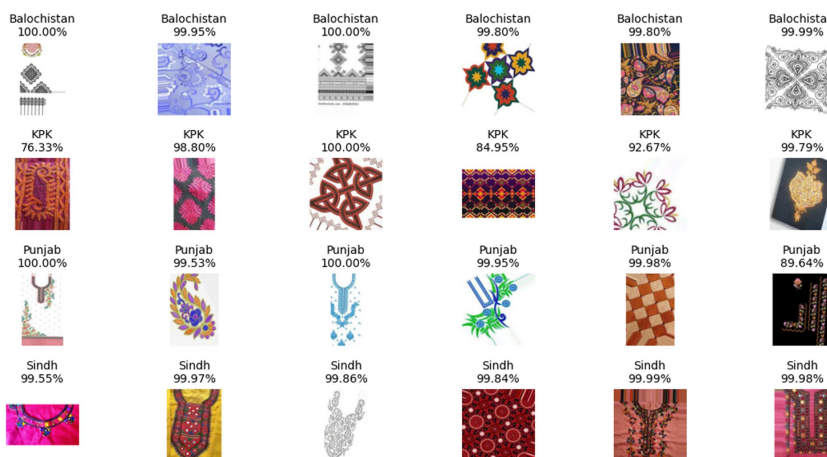 Balochistan Balochistan Balochistan Balochistan Balochistan Balochista
100.00% 99.95% 100.00% 99.80% 99.80% 99.99%
KPK KPK KPK KPK KPK KPK
76.33% 98.80% 100.00% 84.95% 92.67% 99.79%
Punjab Punjab Punjab Punjab Punjab Punjab
100.00% 99.53% 100.00% 99.95% 99.98% 89.64%
Sindh Sindh Sindh Sindh Sindh Sindh
99.55% 99.97% 99.86% 99.84% 99.99% 99.98%